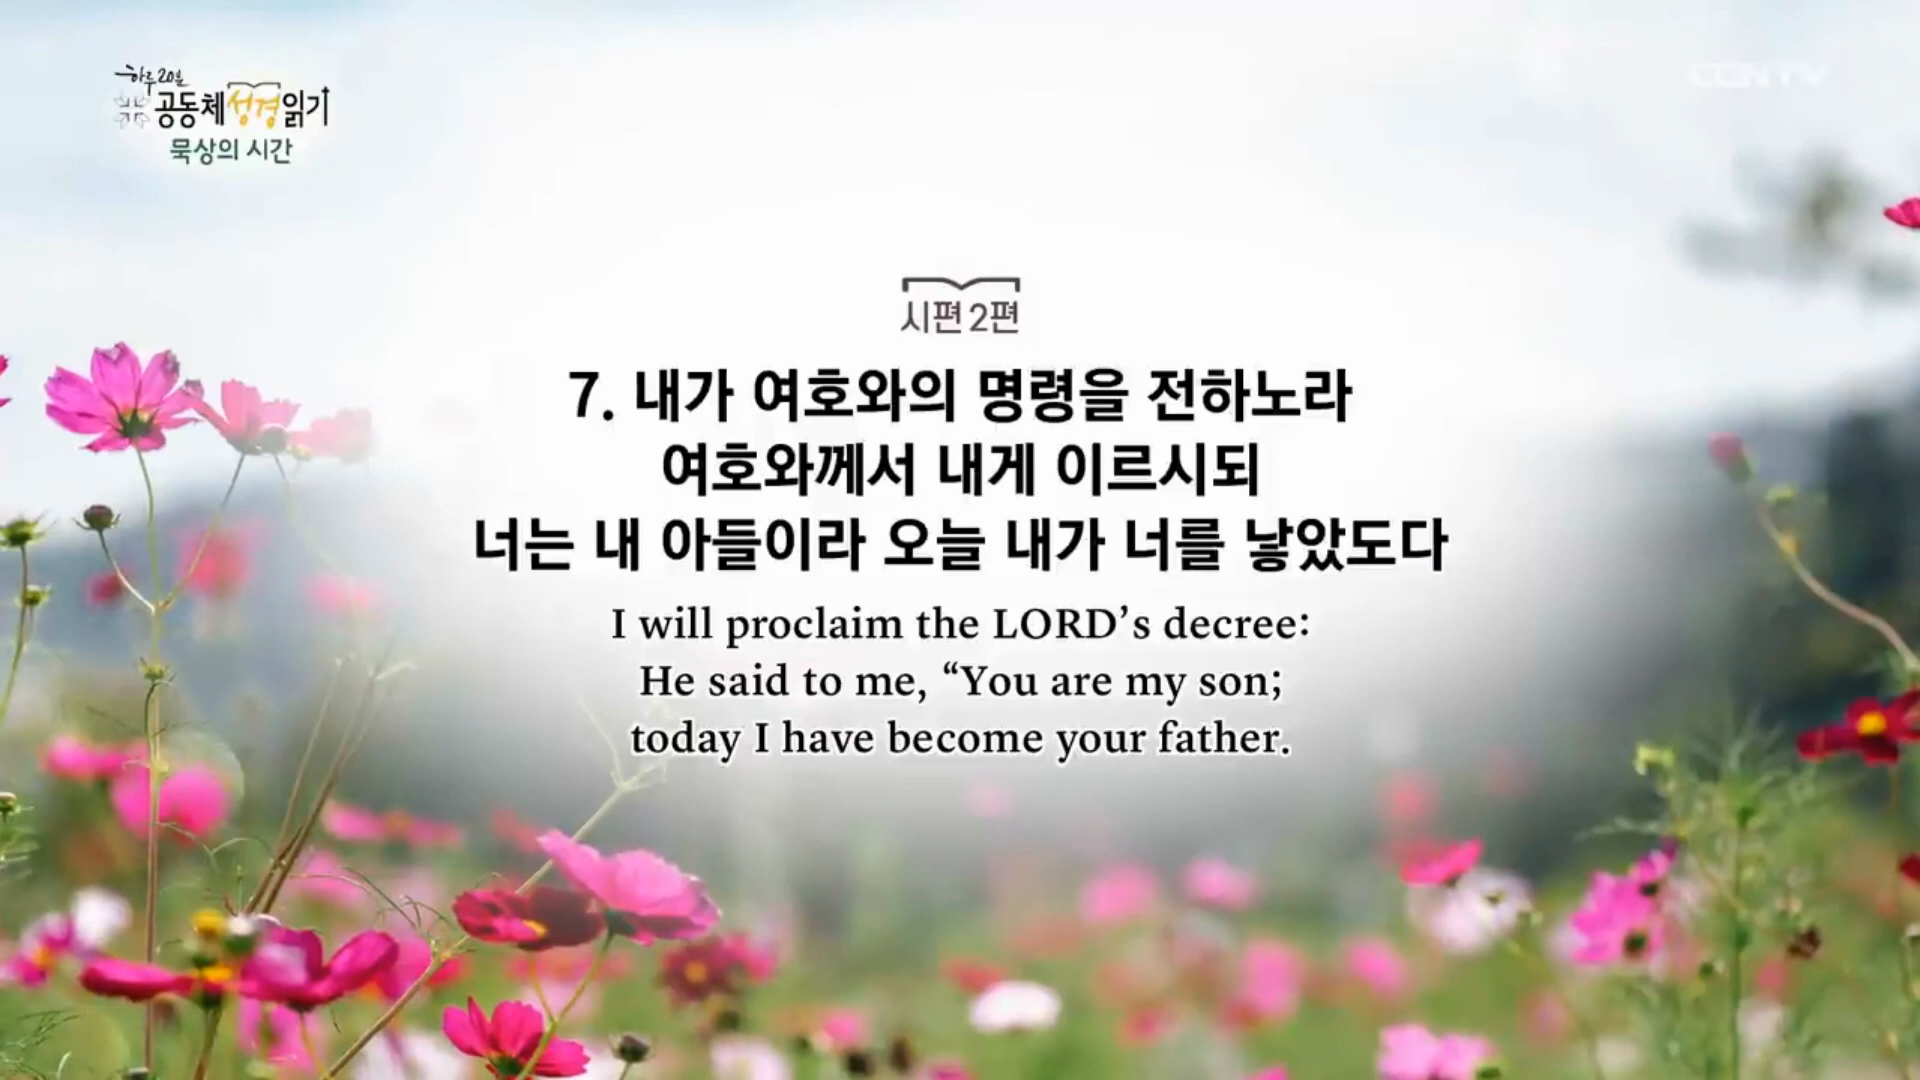 하루20분
공동체성경읽기
묵상의 시간
CGNTV
시편 2편
7. 내가 여호와의 명령을 전하노라
여호와께서 내게 이르시되
너는 내 아들이라 오늘 내가 너를 낳았도다
I will proclaim the LORD’s decree:
He said to me, “You are my son;
today I have become your father.